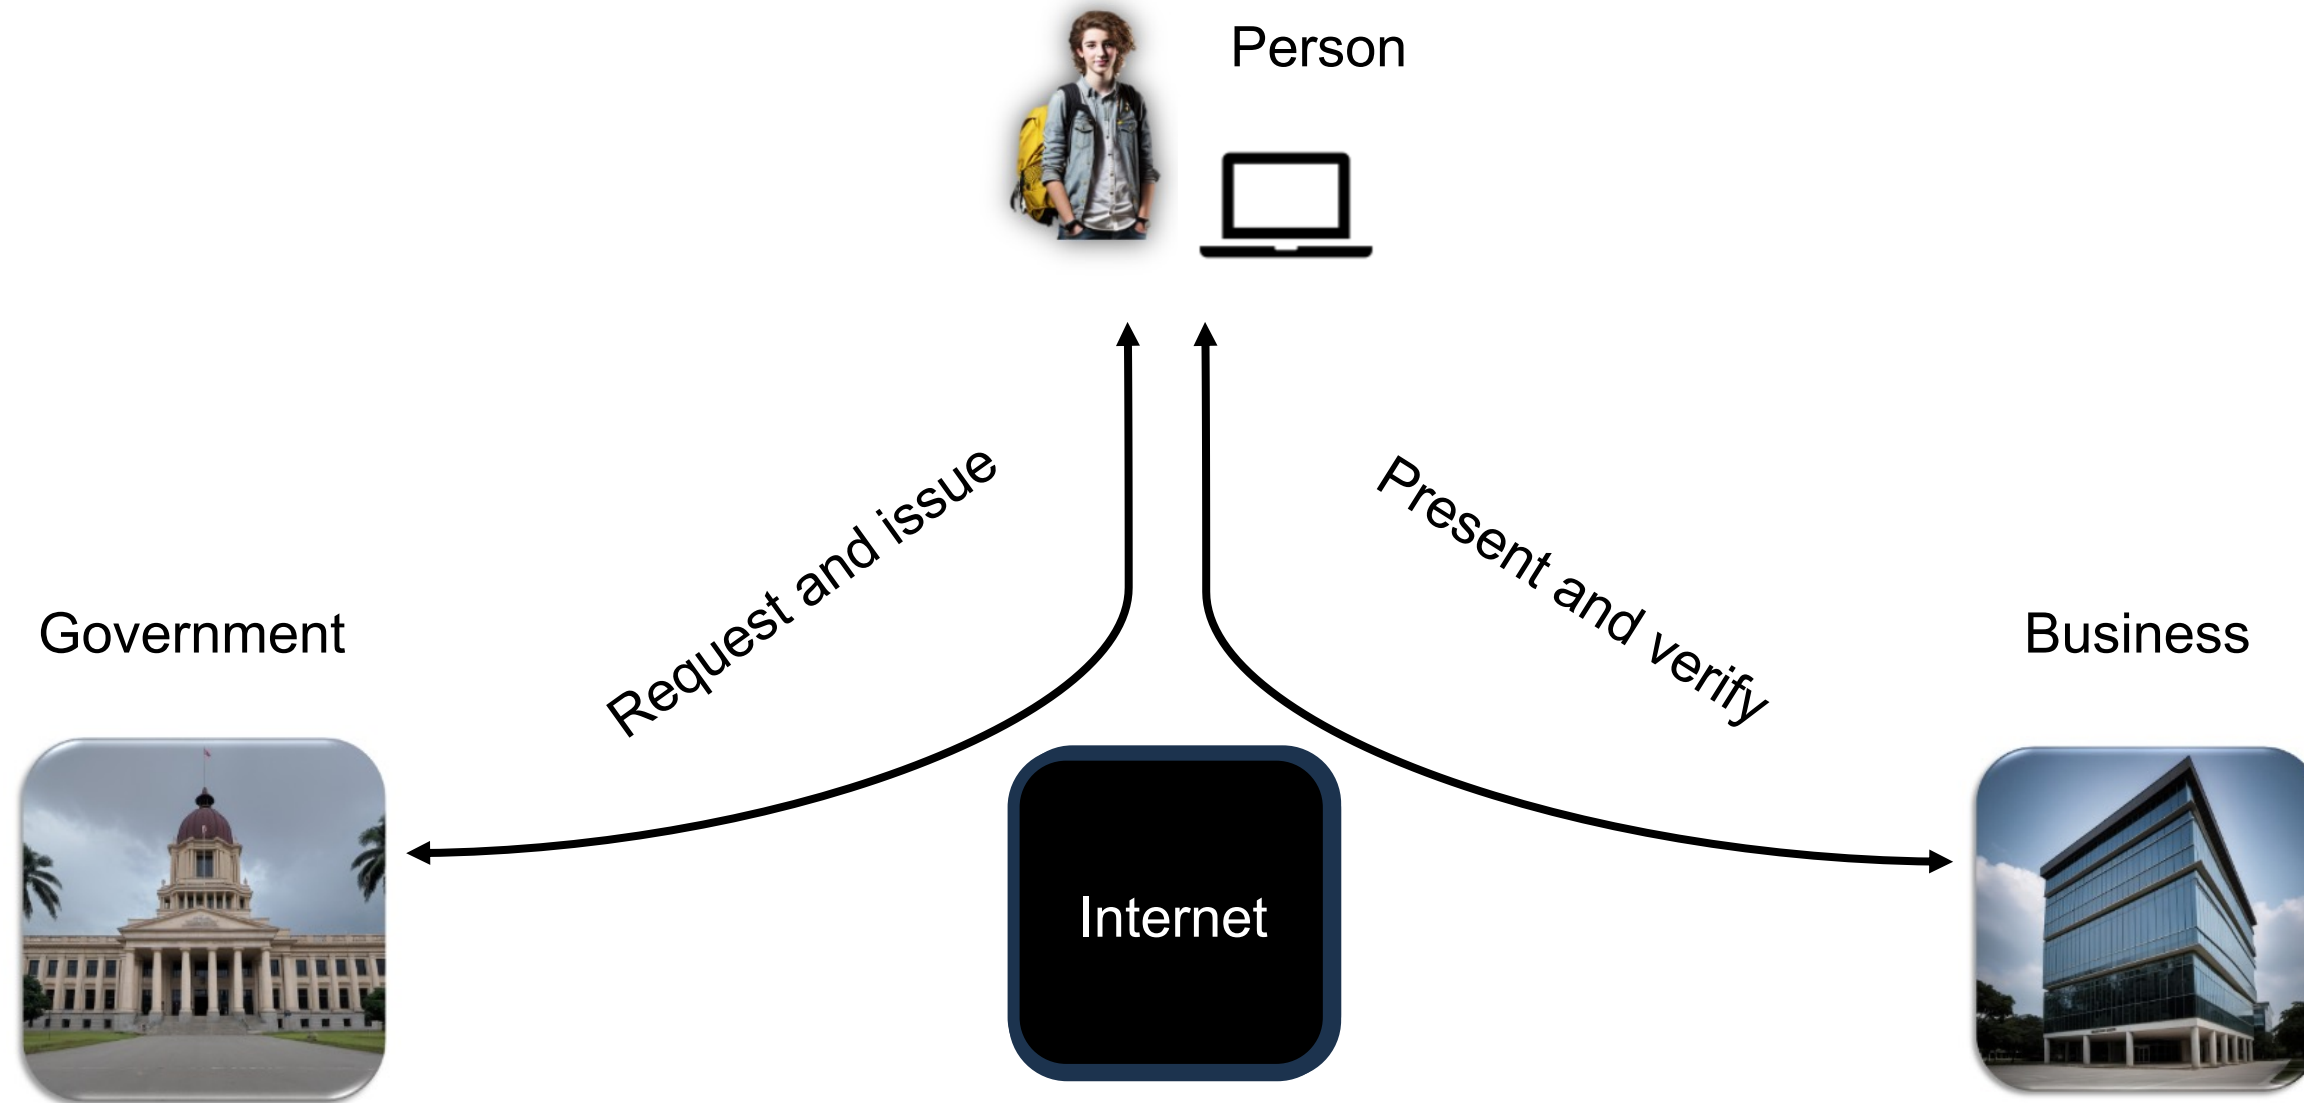 Person
Request and issue
Present and verify
Government
Business
Internet